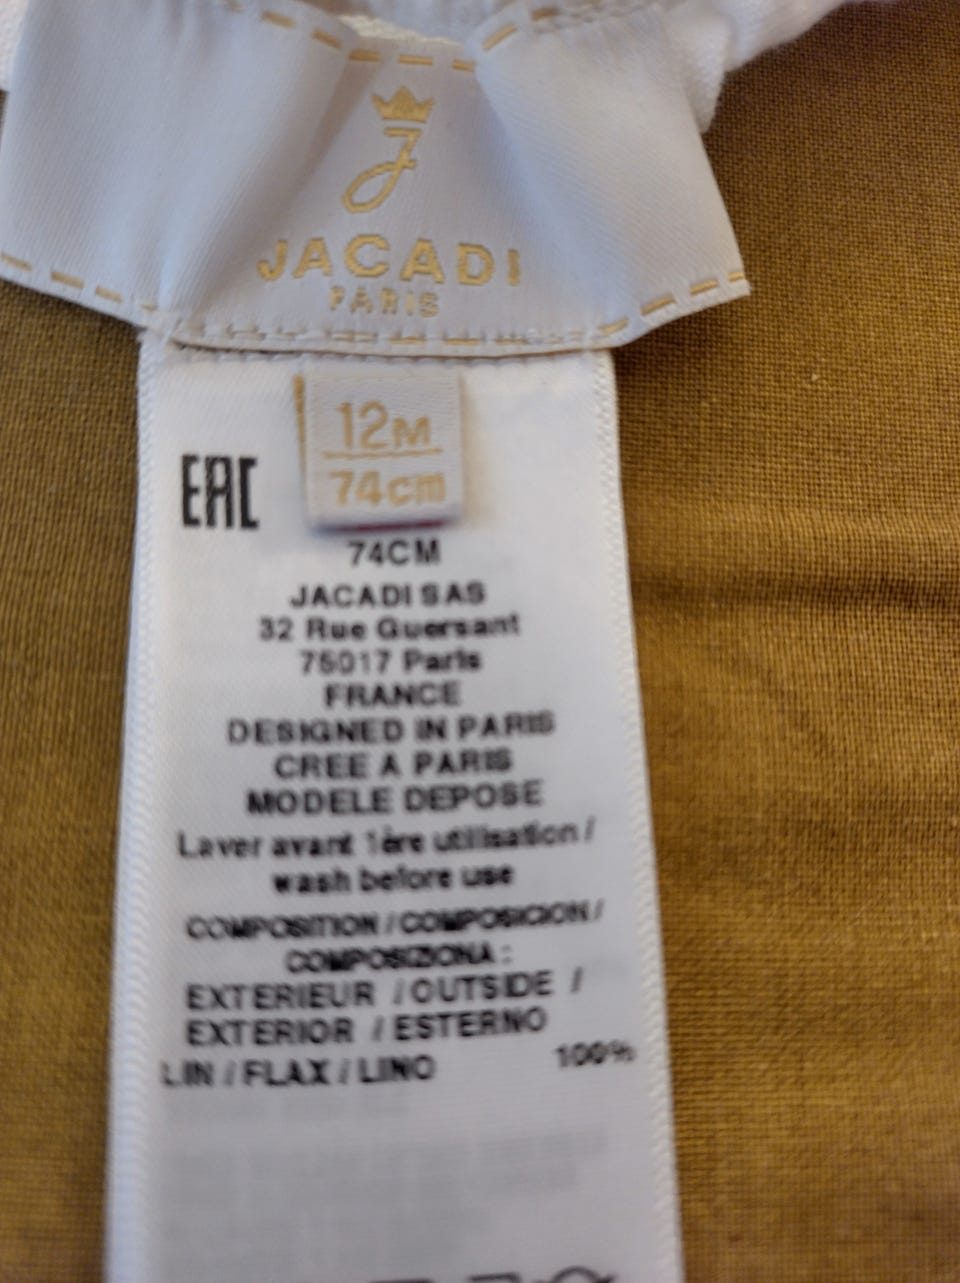 J
JACADI
PARIS
12M
74cm
EAC
74CM
JACADI SAS
32 Rue Guersant
75017 Paris
FRANCE
DESIGNED IN PARIS
CREE A PARIS
MODELE DEPOSE
Laver avant 1ère utilisation /
wash before use
COMPOSITION / COMPOSICION /
COMPOSIZIONA :
EXTERIEUR / OUTSIDE /
EXTERIOR / ESTERNO
LIN / FLAX / LINO 100%